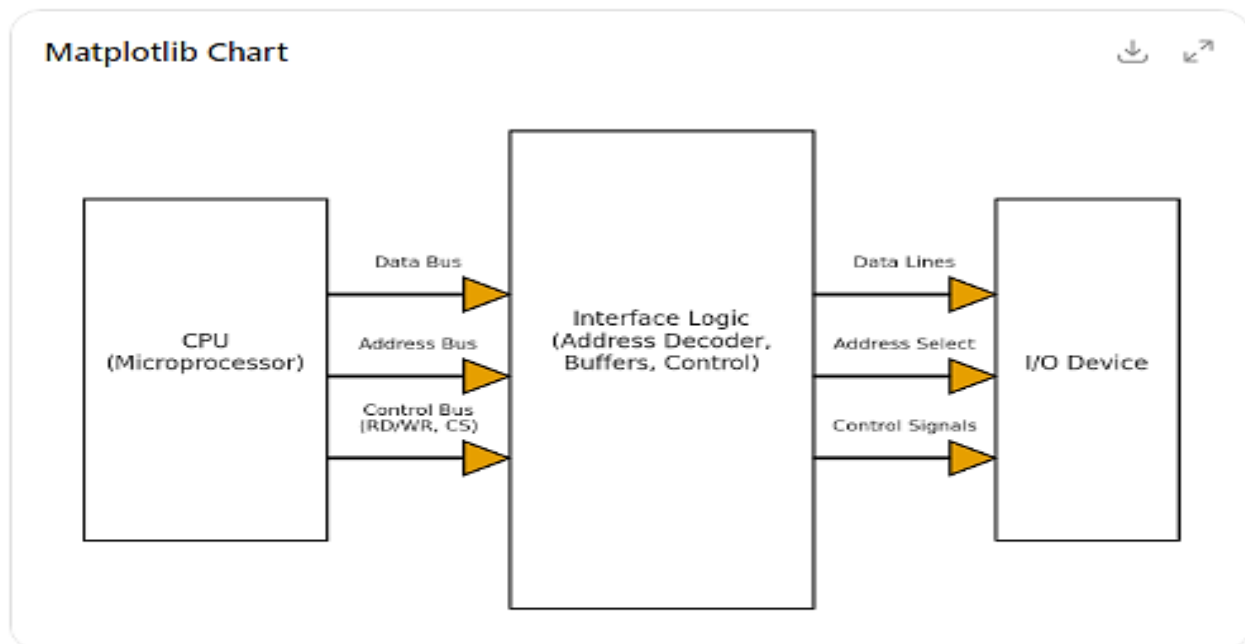 Matplotlib Chart
Data Bus
Data Lines
CPU
(Microprocessor)
Address Bus
Control Bus
(RD/WR, CS)
Interface Logic
(Address Decoder,
Buffers, Control)
Address Select
Control Signals
I/O Device